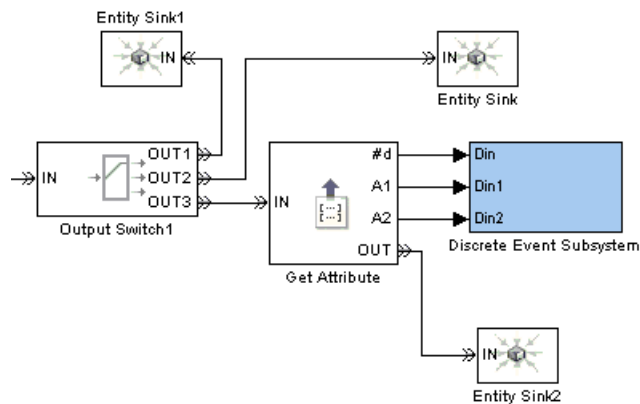 Entity Sink1
IN
IN
Entity Sink
IN
OUT1
OUT2
OUT3
Output Switch1
IN
[...]
[...]
#d
A1
A2
OUT
Get Attribute
Din
Din1
Din2
Discrete Event Subsystem
IN
Entity Sink2